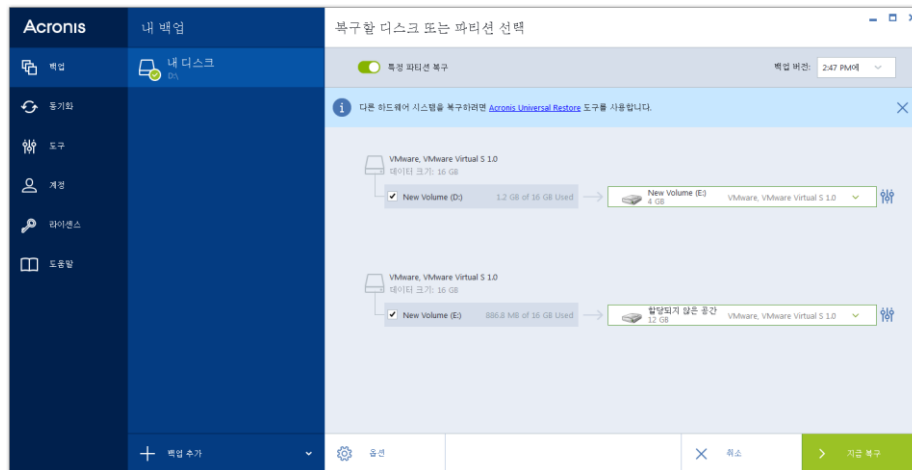 Acronis
백업
동기화
도구
계정
라이센스
도움말
내 백업
내 디스크
D:\
백업 추가
복구할 디스크 또는 파티션 선택
특정 파티션 복구
백업 버전: 2:47 PM에
다른 하드웨어 시스템을 복구하려면 Acronis Universal Restore 도구를 사용합니다.
VMware, VMware Virtual S 1.0
데이터 크기: 16 GB
New Volume (D:) 1.2 GB of 16 GB Used
New Volume (E:) VMware, VMware Virtual S 1.0
4 GB
VMware, VMware Virtual S 1.0
데이터 크기: 16 GB
New Volume (E:) 886.8 MB of 16 GB Used
할당되지 않은 공간 VMware, VMware Virtual S 1.0
12 GB
옵션
취소
지금 복구